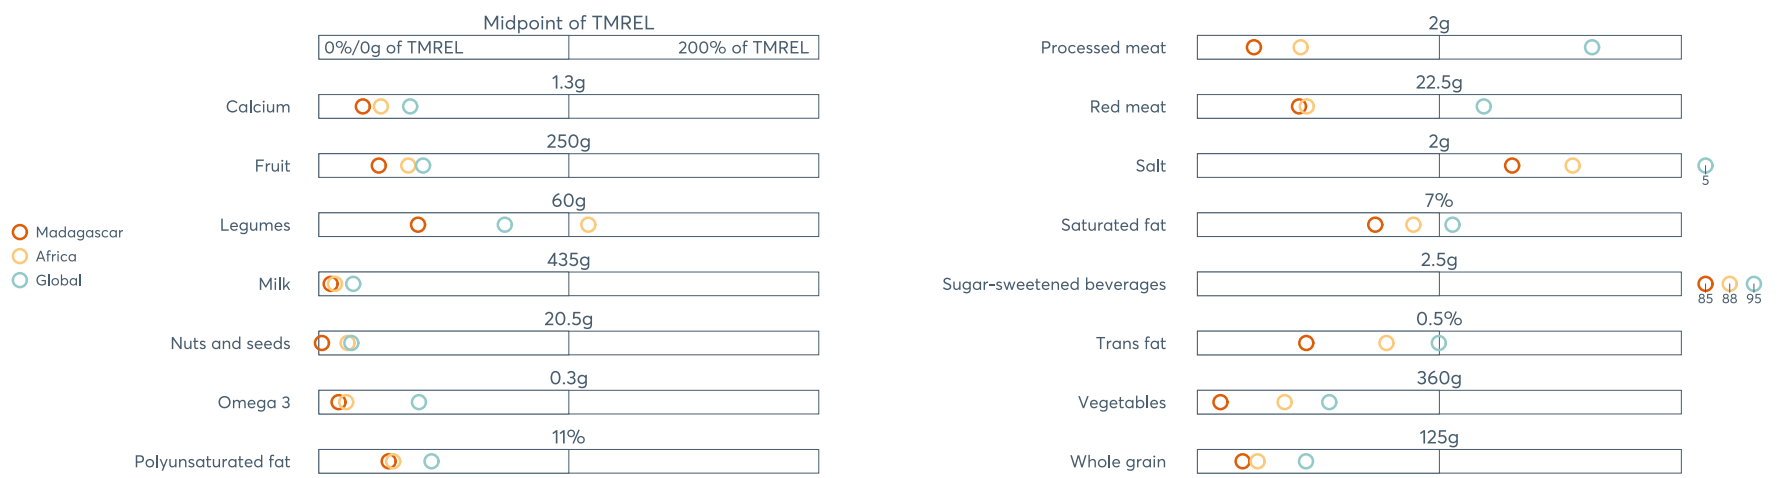 Midpoint of TMREL
0%/0g of TMREL 200% of TMREL
1.3g
Calcium
250g
Fruit
60g
Legumes
435g
Milk
20.5g
Nuts and seeds
0.3g
Omega 3
11%
Polyunsaturated fat
Madagascar
Africa
Global
2g
Processed meat
22.5g
Red meat
2g
Salt
5
7%
Saturated fat
2.5g
Sugar-sweetened beverages
85 88 95
0.5%
Trans fat
360g
Vegetables
125g
Whole grain